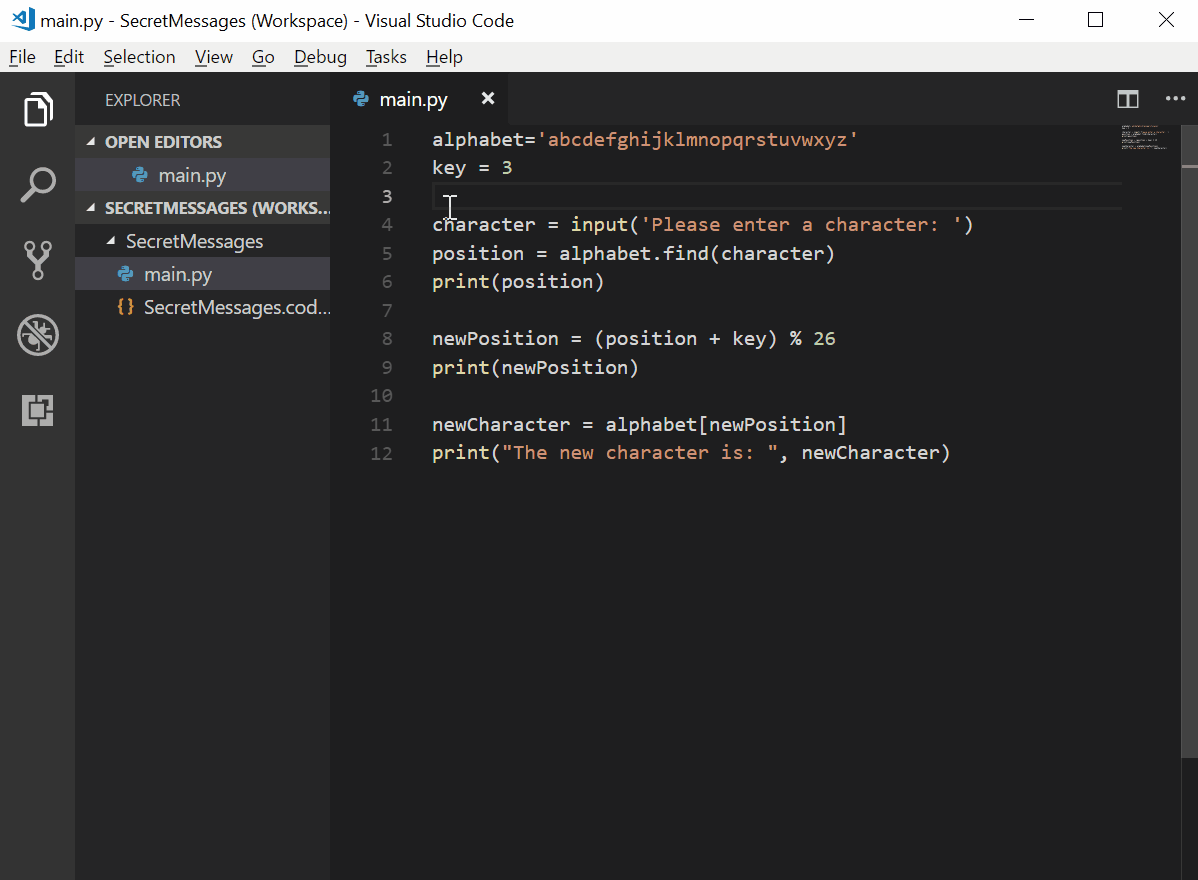 main.py - SecretMessages (Workspace) - Visual Studio Code
File Edit Selection View Go Debug Tasks Help
EXPLORER
OPEN EDITORS
main.py
SECRETMESSAGES (WORKS...
SecretMessages
main.py
{} SecretMessages.cod...
main.py
1 alphabet='abcdefghijklmnopqrstuvwxyz'
2 key = 3
3
4 character = input('Please enter a character: ')
5 position = alphabet.find(character)
6 print(position)
7
8 newPosition = (position + key) % 26
9 print(newPosition)
10
11 newCharacter = alphabet[newPosition]
12 print("The new character is: ", newCharacter)